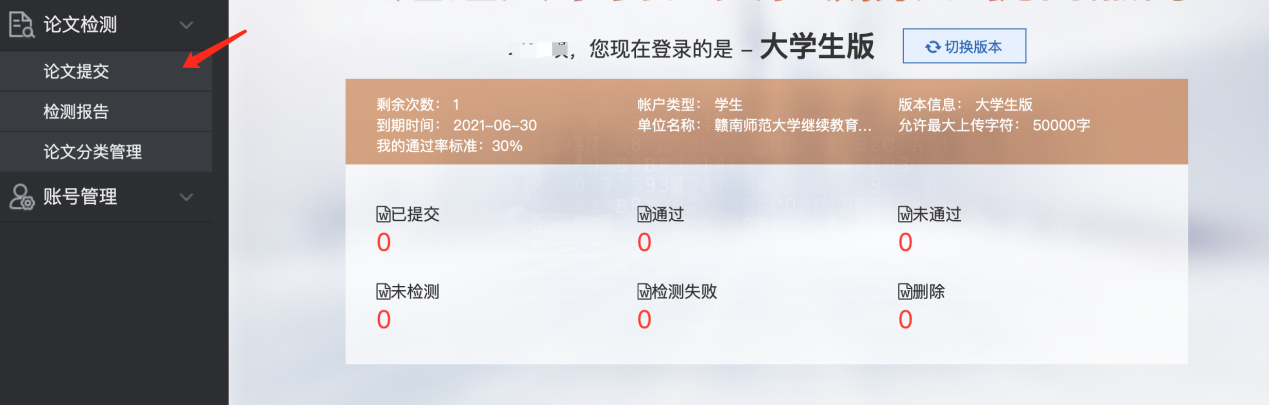 论文检测
论文提交
检测报告
论文分类管理
账号管理
，您现在登录的是 – 大学生版
切换版本
剩余次数： 1
帐户类型： 学生
版本信息： 大学生版
到期时间： 2021-06-30
单位名称： 赣南师范大学继续教育...
允许最大上传字符： 50000字
我的通过率标准：30%
已提交
通过
未通过
0
0
0
未检测
检测失败
删除
0
0
0